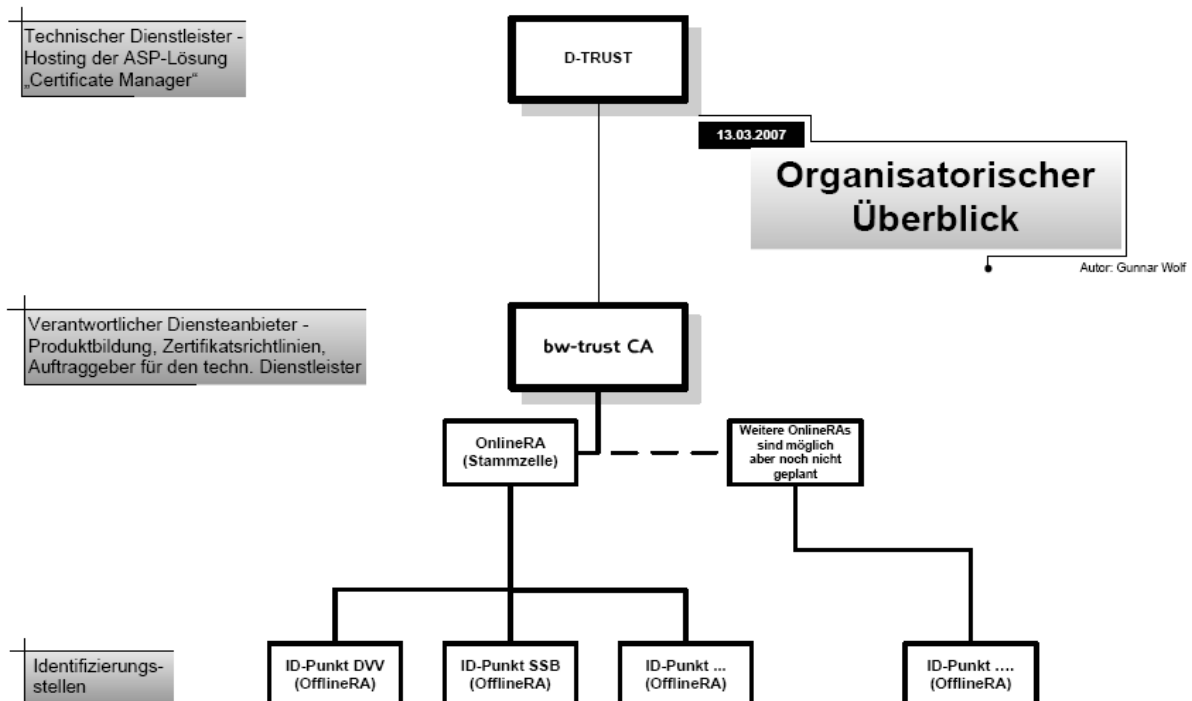 Technischer Dienstleister -
Hosting der ASP-Lösung
„Certificate Manager“
D-TRUST
13.03.2007
Organisatorischer
Überblick
Autor: Gunnar Wolf
Verantwortlicher Diensteanbieter -
Produktbildung, Zertifikatsrichtlinien,
Auftraggeber für den techn. Dienstleister
bw-trust CA
OnlineRA
(Stammzelle)
Weitere OnlineRAs
sind möglich
aber noch nicht
geplant
Identifizierungs-
stellen
ID-Punkt DVV
(OfflineRA)
ID-Punkt SSB
(OfflineRA)
ID-Punkt ...
(OfflineRA)
ID-Punkt ....
(OfflineRA)